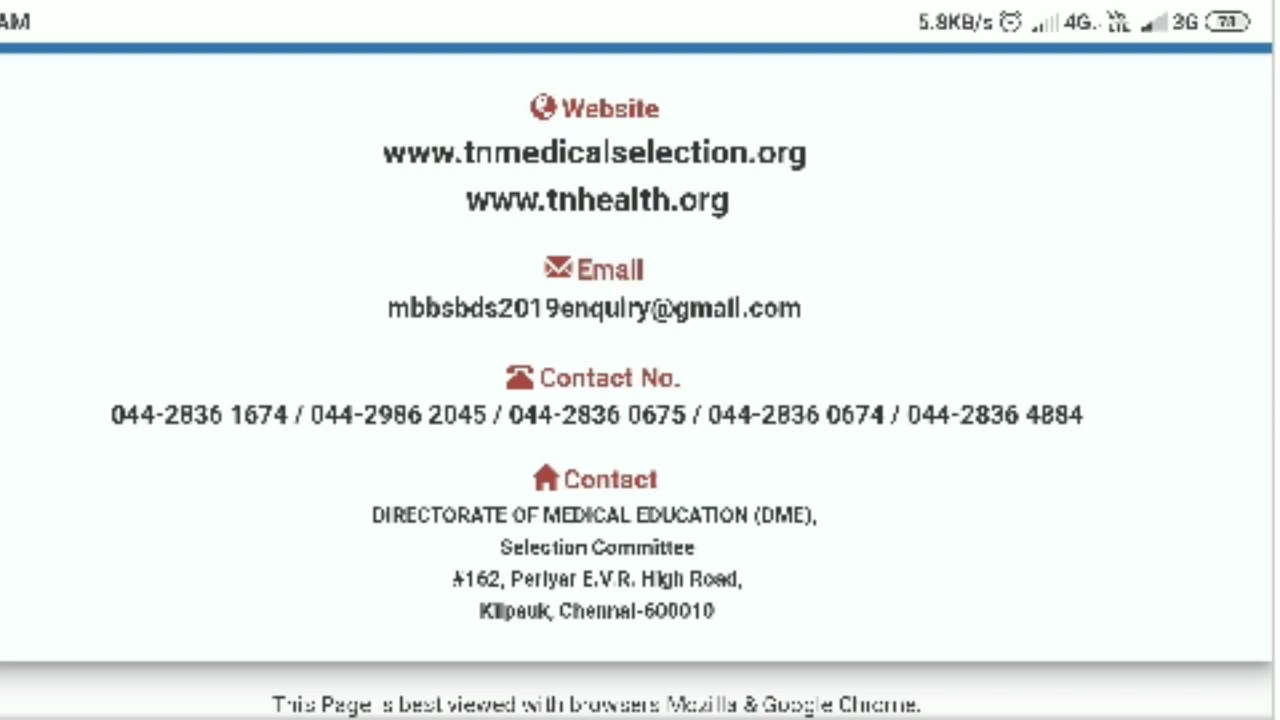 AM 5.8KB/s 4G 3G 71
Website
www.tnmedicalselection.org
www.tnhealth.org
Email
mbbsbds2019enquiry@gmail.com
Contact No.
044-2836 1674 / 044-2986 2045 / 044-2836 0675 / 044-2836 0674 / 044-2836 4884
Contact
DIRECTORATE OF MEDICAL EDUCATION (DME),
Selection Committee
#162, Periyar E.V.R. High Road,
Kilpauk, Chennai-600010
This Page is best viewed with browsers Mozilla & Google Chrome.